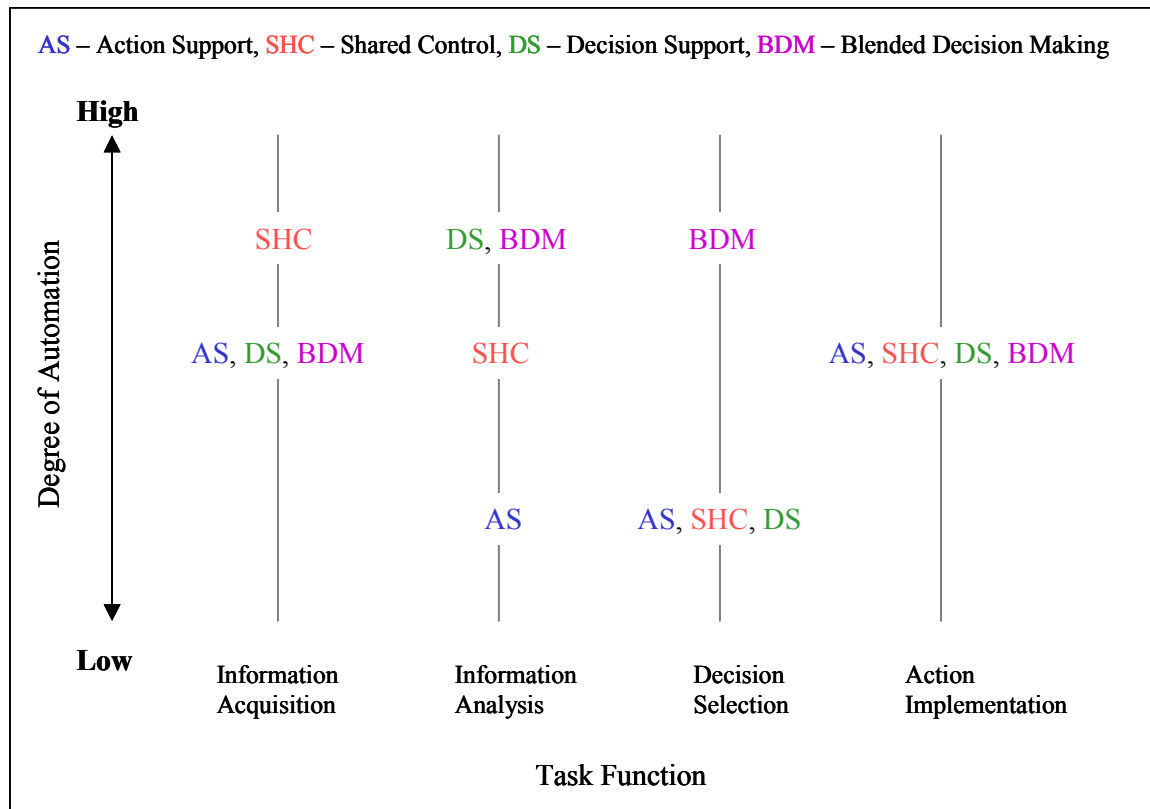 AS – Action Support, SHC – Shared Control, DS – Decision Support, BDM – Blended Decision Making
High
Degree of Automation
SHC
DS, BDM
BDM
AS, DS, BDM
SHC
AS, SHC, DS, BDM
AS
AS, SHC, DS
Low
Information
Acquisition
Information
Analysis
Decision
Selection
Action
Implementation
Task Function